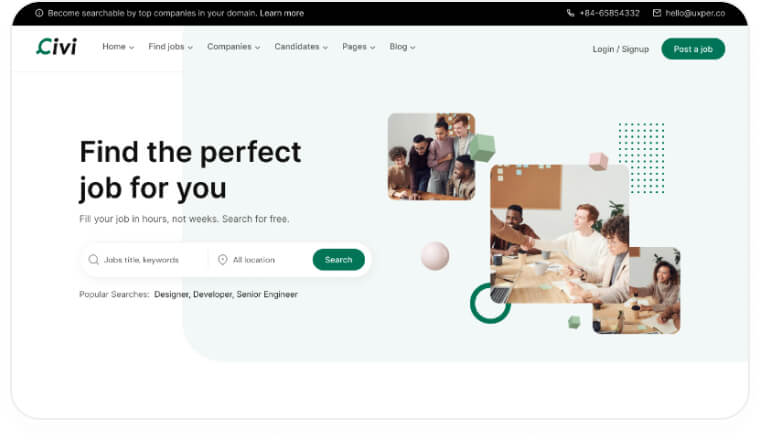 Become searchable by top companies in your domain. Learn more
+84-65854332
hello@uxper.co
Civi
Home
Find jobs
Companies
Candidates
Pages
Blog
Login / Signup
Post a job
Find the perfect
job for you
Fill your job in hours, not weeks. Search for free.
Jobs title, keywords
All location
Search
Popular Searches: Designer, Developer, Senior Engineer